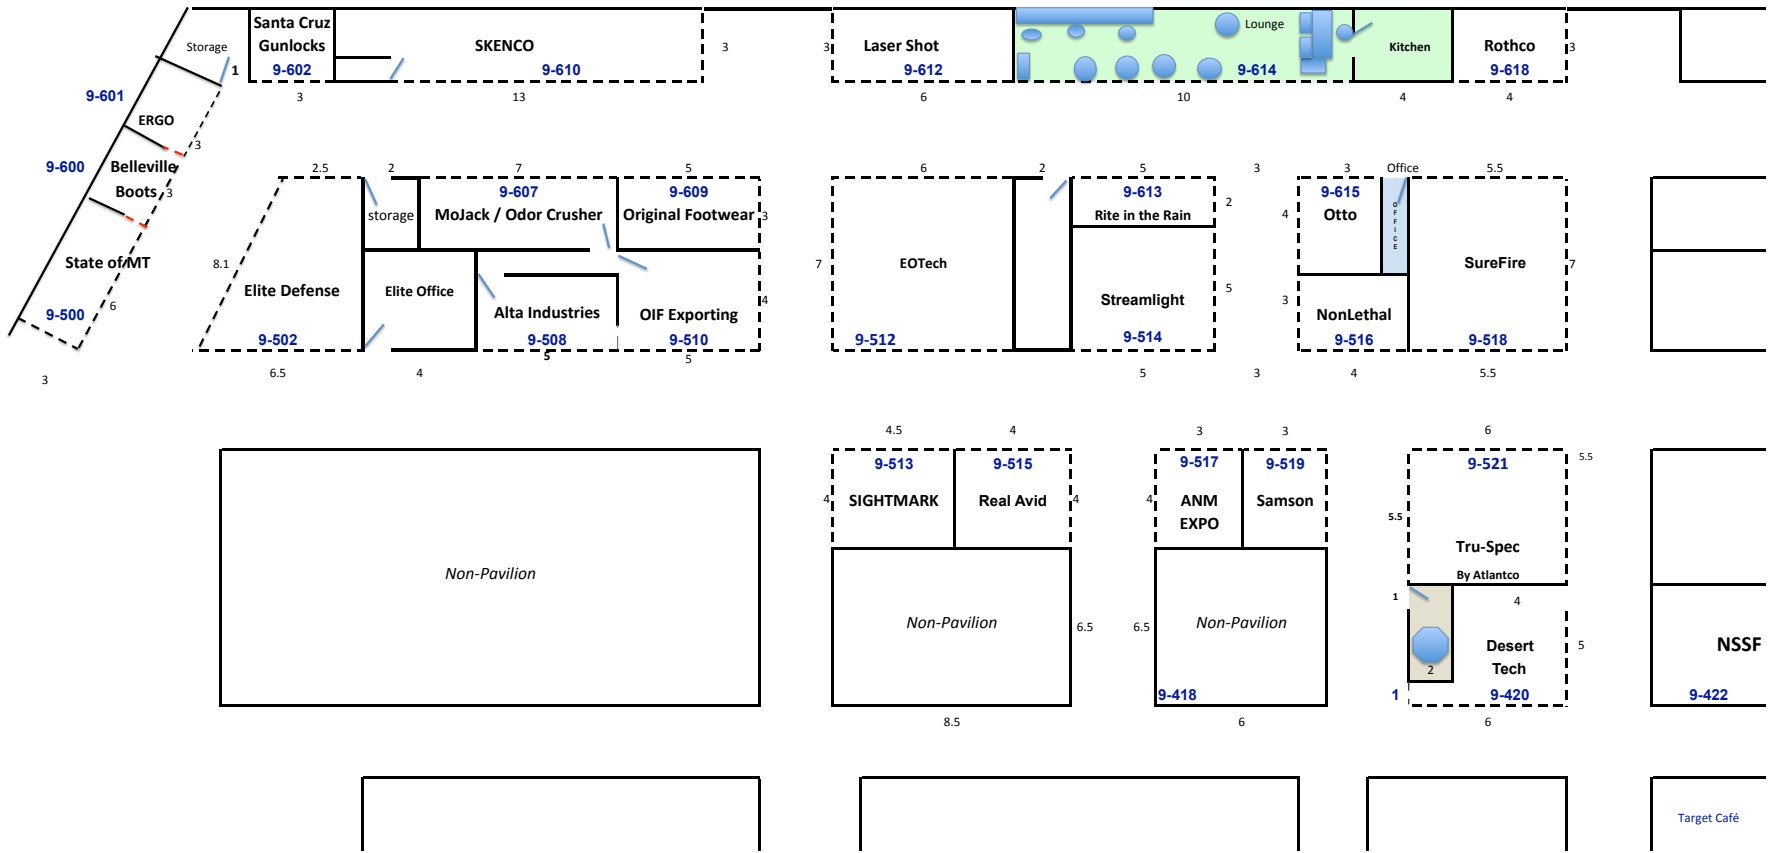 Santa Cruz
Gunlocks
9-602
3
Storage
1
SKENCO
9-610
13
3
3
Laser Shot
9-612
6
Lounge
9-614
10
Kitchen
4
Rothco
9-618
4
3
9-601
ERGO
3
9-600
Belleville
Boots
3
State of MT
9-500
6
3
2.5
8.1
Elite Defense
9-502
6.5
2
storage
Elite Office
4
7
9-607
MoJack / Odor Crusher
5
9-609
Original Footwear
3
Alta Industries
9-508
5
OIF Exporting
9-510
5
4
6
7
EOTech
9-512
2
5
9-613
Rite in the Rain
2
Streamlight
9-514
5
5
3
3
3
9-615
Otto
4
Office
OFFICE
3
NonLethal
9-516
4
5.5
SureFire
7
9-518
5.5
Non-Pavilion
4.5
9-513
4
SIGHTMARK
4
9-515
Real Avid
4
Non-Pavilion
6.5
8.5
3
9-517
4
ANM
EXPO
3
9-519
Samson
6.5
Non-Pavilion
9-418
6
6
9-521
5.5
5.5
Tru-Spec
By Atlantco
1
4
2
Desert
Tech
5
1
9-420
6
NSSF
9-422
Target Café